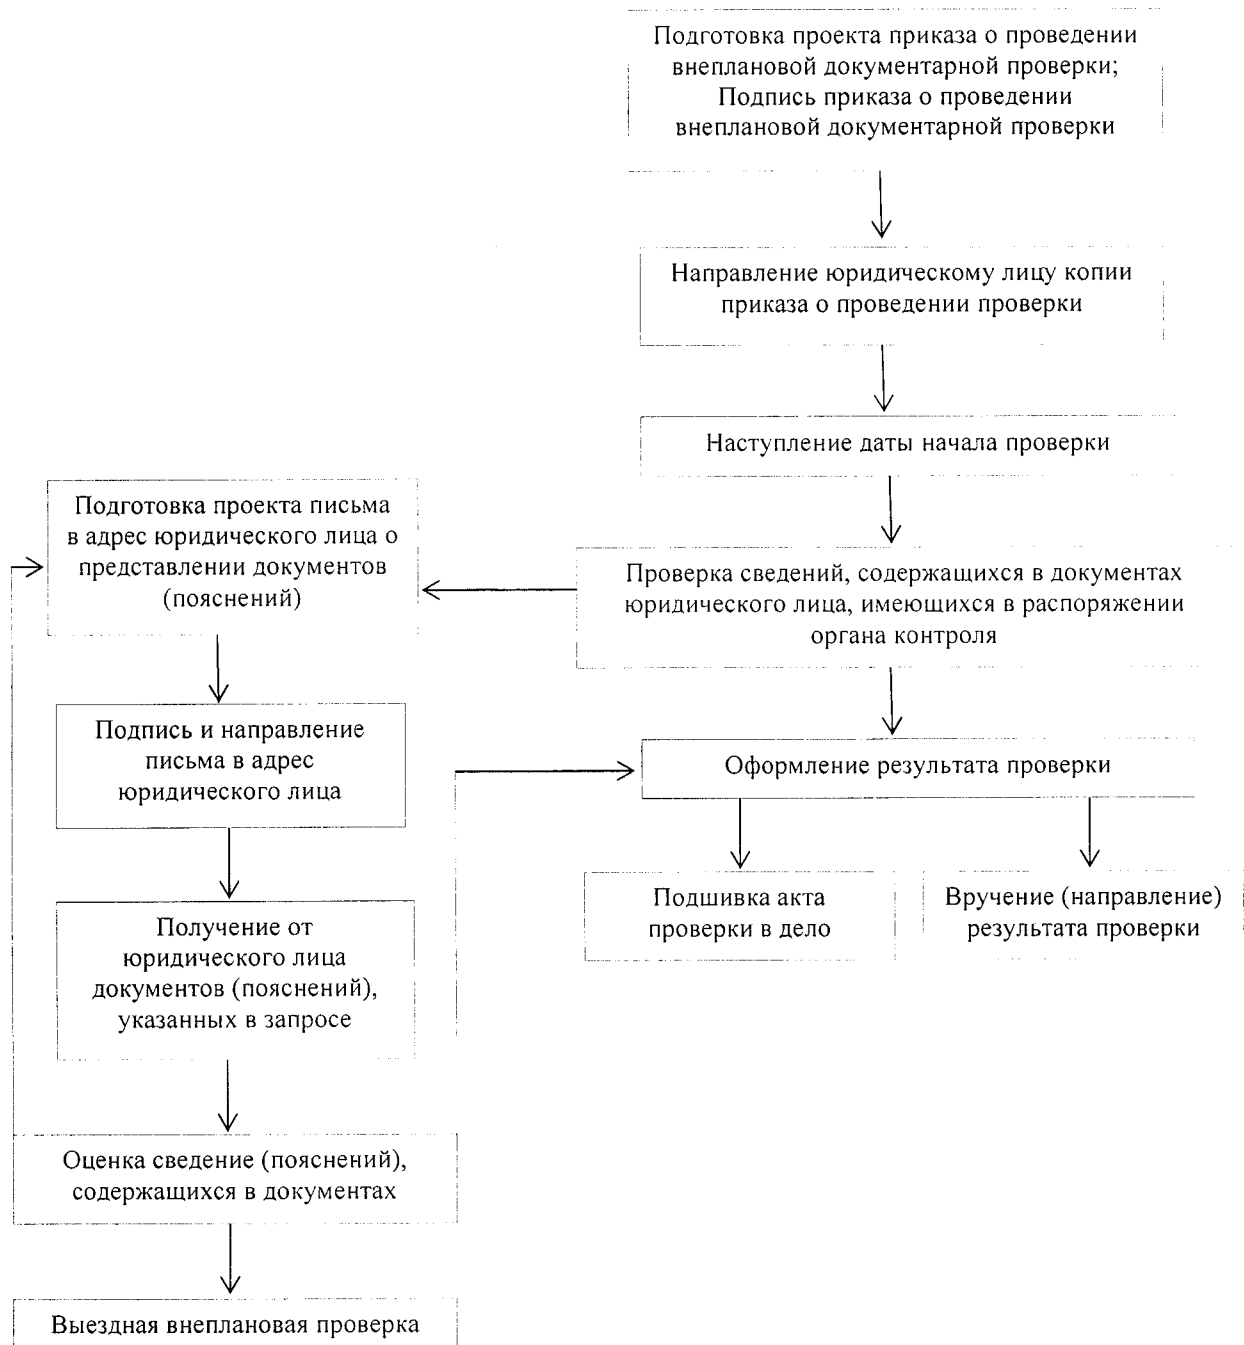 Подготовка проекта приказа о проведении
внеплановой документарной проверки;
Подпись приказа о проведении
внеплановой документарной проверки
Направление юридическому лицу копии
приказа о проведении проверки
Наступление даты начала проверки
Проверка сведений, содержащихся в документах
юридического лица, имеющихся в распоряжении
органа контроля
Подготовка проекта письма
в адрес юридического лица о
представлении документов
(пояснений)
Подпись и направление
письма в адрес
юридического лица
Получение от
юридического лица
документов (пояснений),
указанных в запросе
Оценка сведение (пояснений),
содержащихся в документах
Выездная внеплановая проверка
Оформление результата проверки
Подшивка акта
проверки в дело
Вручение (направление)
результата проверки